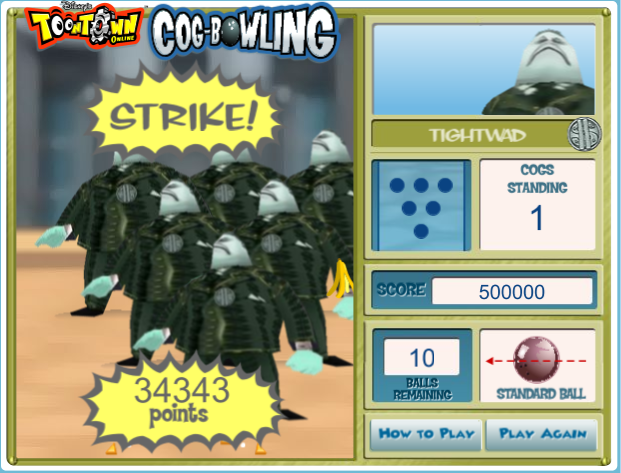 Disney's
TOONTOWN
ONLINE
COG-BOWLING
STRIKE!
TIGHTWAD
COGS
STANDING
1
SCORE
500000
10
BALLS
REMAINING
STANDARD BALL
34343
points
HOW TO PLAY
PLAY AGAIN